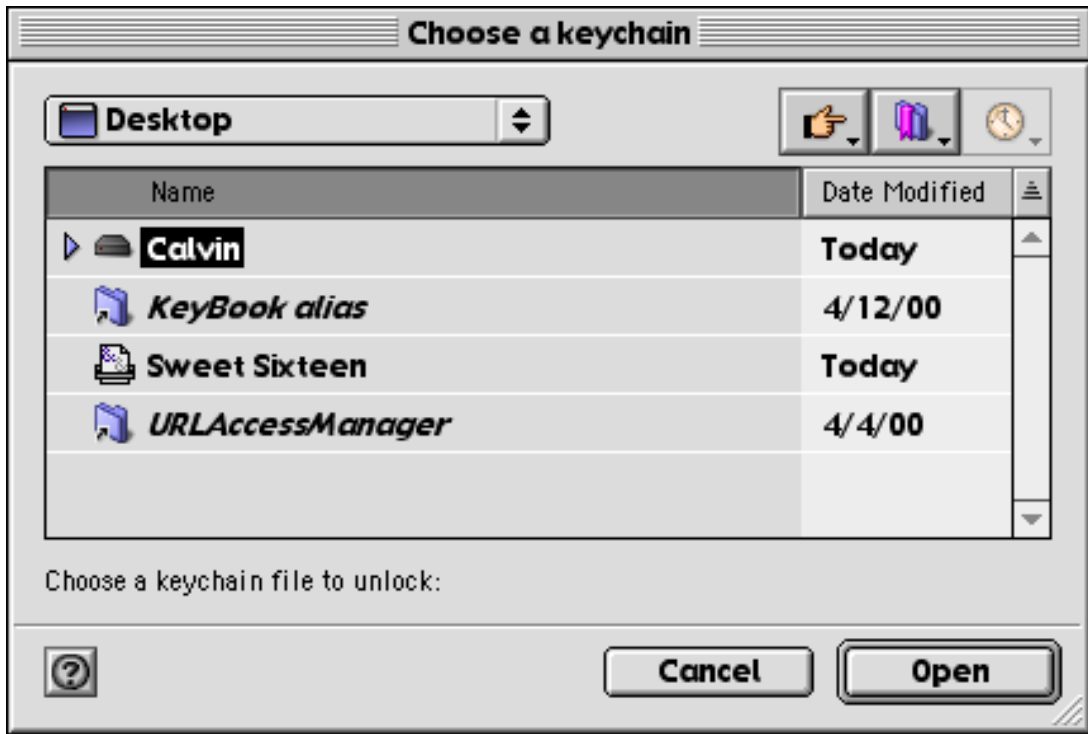 Choose a keychain
Desktop
Name Date Modified
Calvin Today
KeyBook alias 4/12/00
Sweet Sixteen Today
URLAccessManager 4/4/00
Choose a keychain file to unlock:
? Cancel Open